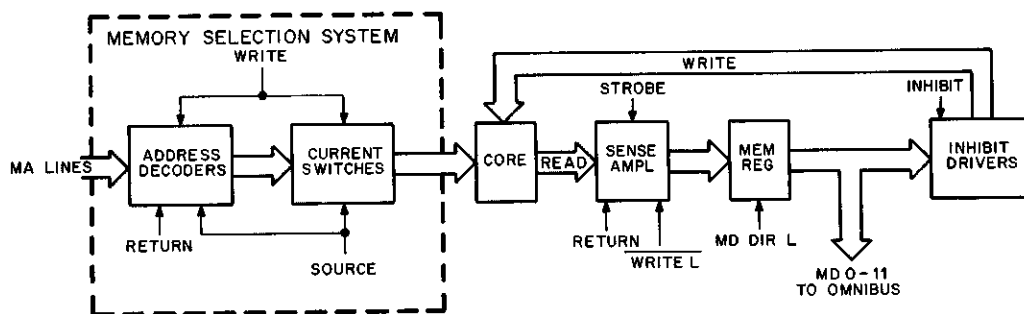 MEMORY SELECTION SYSTEM
WRITE
WRITE
STROBE
INHIBIT
MA LINES
ADDRESS
DECODERS
CURRENT
SWITCHES
CORE
READ
SENSE
AMPL
MEM
REG
INHIBIT
DRIVERS
RETURN
SOURCE
RETURN
WRITE L
MD DIR L
MD 0-11
TO OMNIBUS